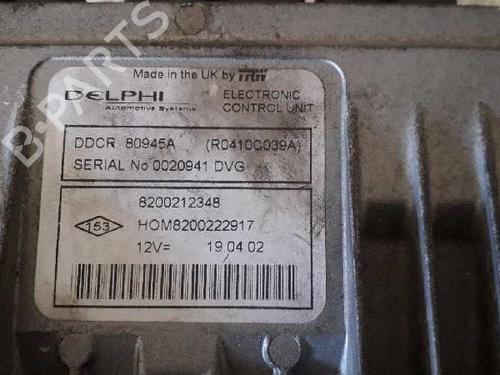 B-PARTS
Made in the UK by TRW
DELPHI
Automotive Systems
ELECTRONIC
CONTROL UNIT
DDCR 80945A (R0410C039A)
SERIAL No 0020941 DVG
8200212348
153
HOM8200222917
12V= 19.04.02